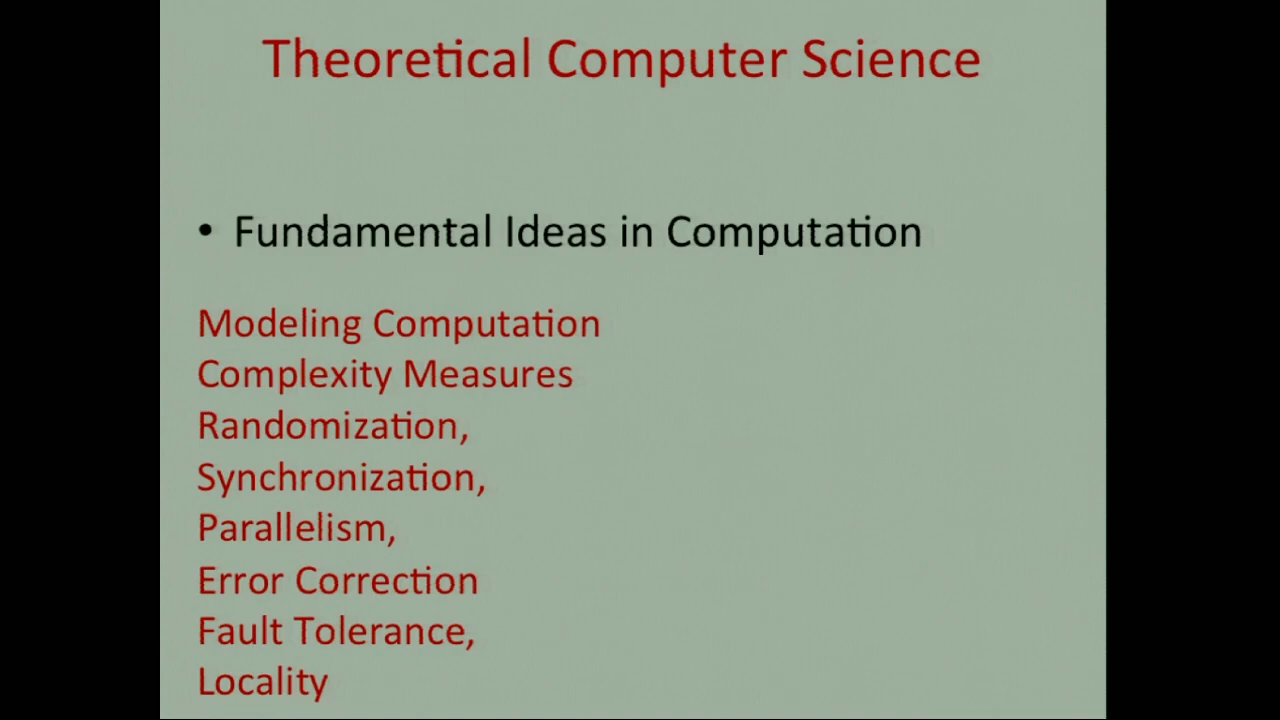 Theoretical Computer Science
• Fundamental Ideas in Computation
Modeling Computation
Complexity Measures
Randomization,
Synchronization,
Parallelism,
Error Correction
Fault Tolerance,
Locality